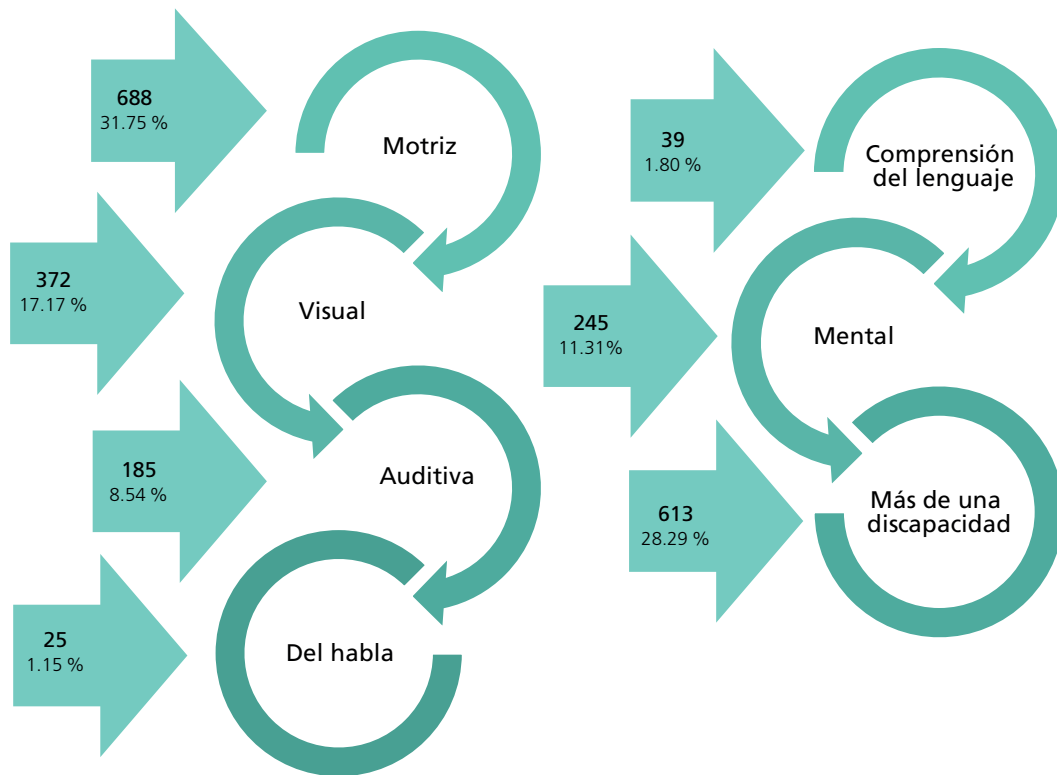 688
31.75 %
Motriz
372
17.17 %
Visual
185
8.54 %
Auditiva
25
1.15 %
Del habla
39
1.80 %
Comprensión
del lenguaje
245
11.31%
Mental
613
28.29 %
Más de una
discapacidad